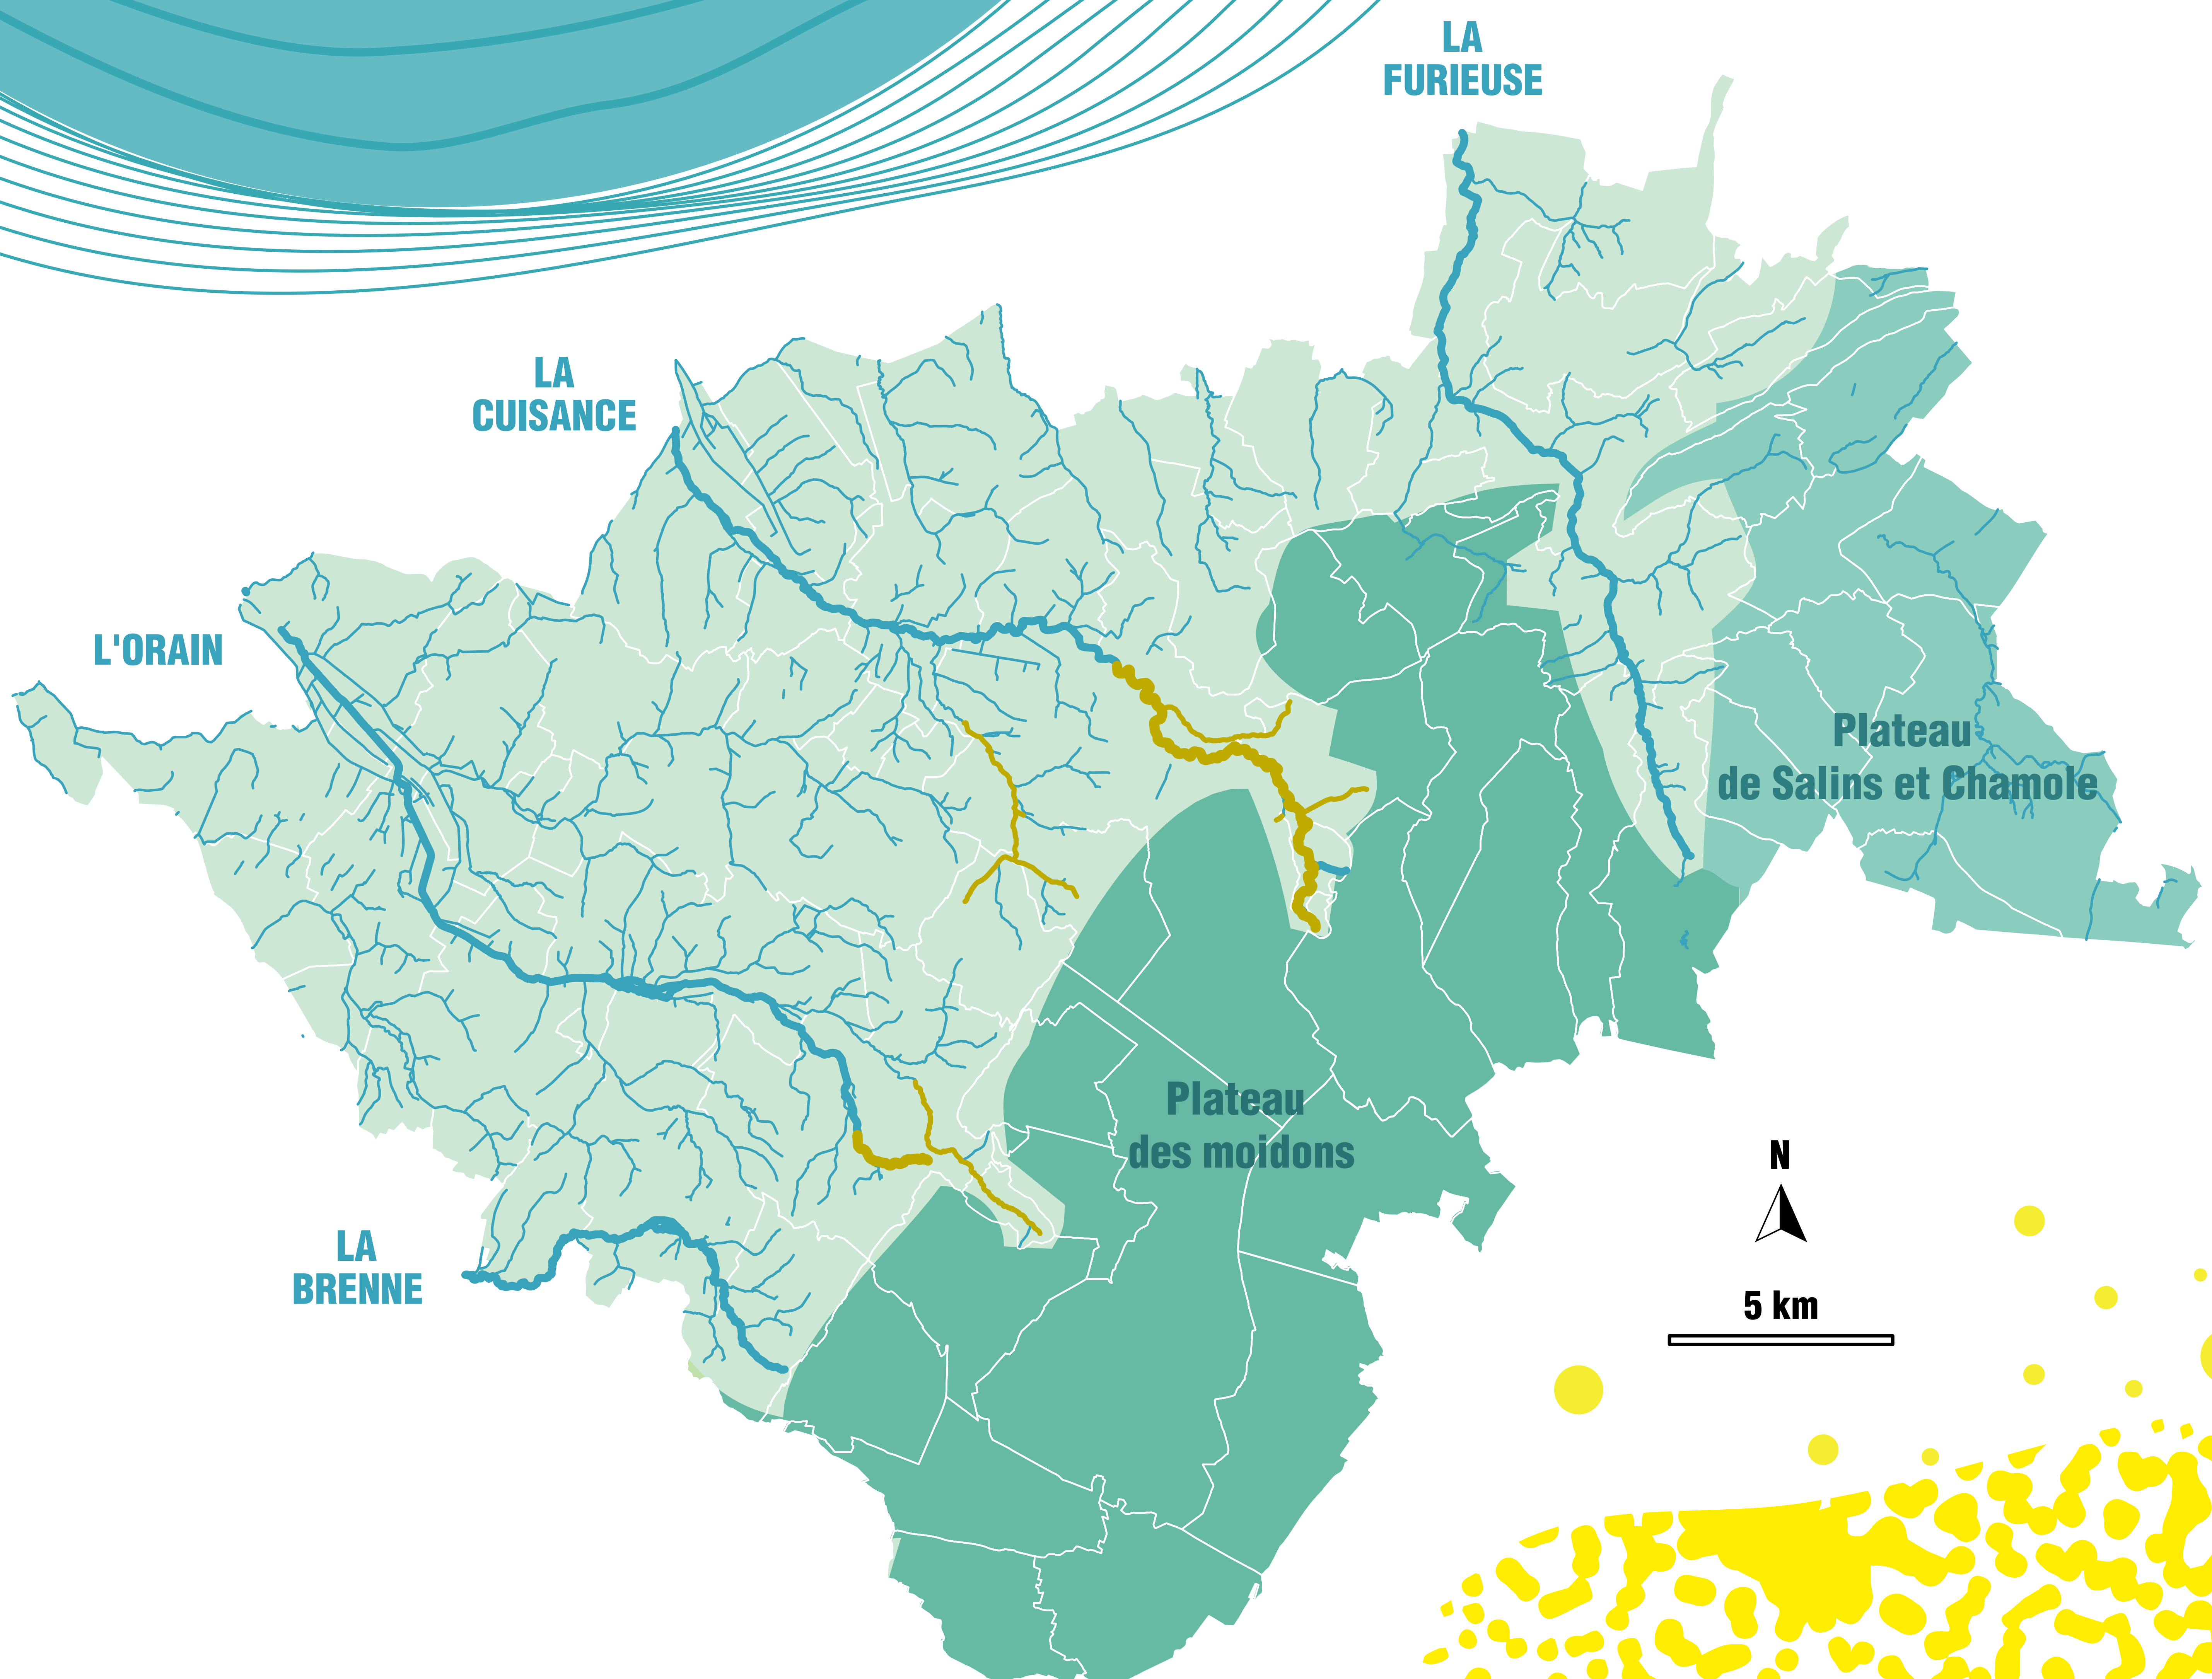 LA
FURIEUSE
LA
CUISANCE
L'ORAIN
Plateau
de Salins et Chamole
Plateau
des moidons
N
LA
BRENNE
5 km